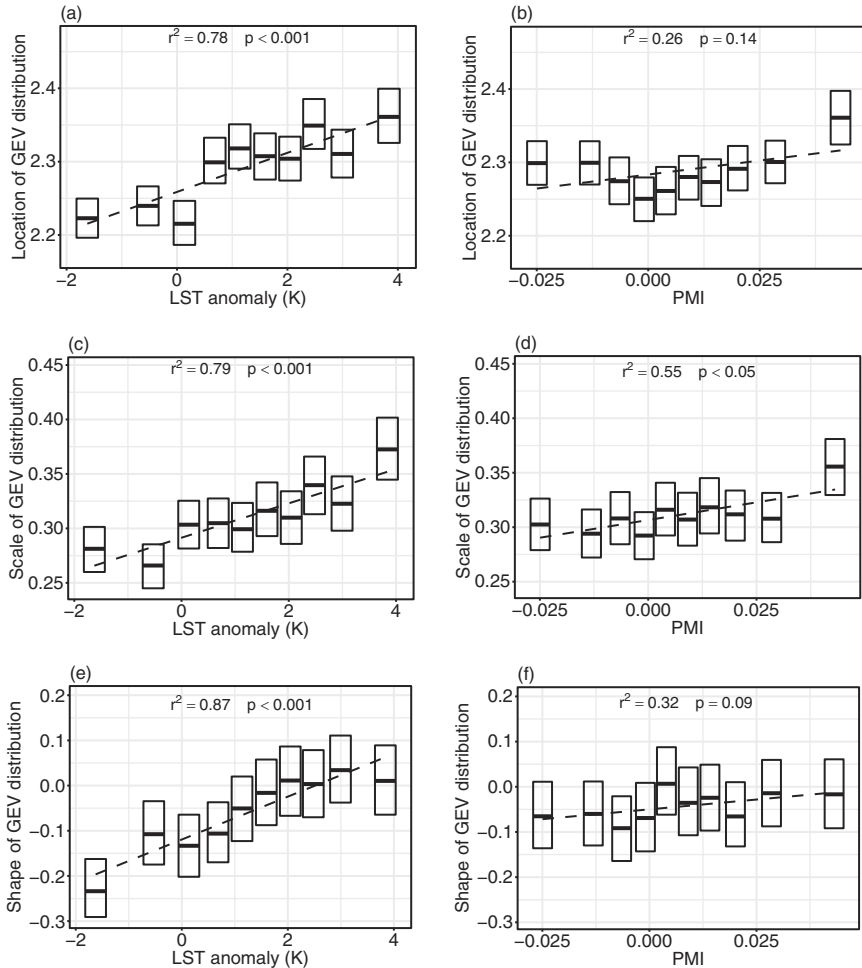 (a)
r² = 0.78 p < 0.001
Location of GEV distribution
2.4
2.3
2.2
−2 0 2 4
LST anomaly (K)
(b)
r² = 0.26 p = 0.14
Location of GEV distribution
2.4
2.3
2.2
−0.025 0.000 0.025
PMI
(c)
r² = 0.79 p < 0.001
Scale of GEV distribution
0.45
0.40
0.35
0.30
0.25
−2 0 2 4
LST anomaly (K)
(d)
r² = 0.55 p < 0.05
Scale of GEV distribution
0.45
0.40
0.35
0.30
0.25
−0.025 0.000 0.025
PMI
(e)
r² = 0.87 p < 0.001
Shape of GEV distribution
0.2
0.1
0.0
−0.1
−0.2
−0.3
−2 0 2 4
LST anomaly (K)
(f)
r² = 0.32 p = 0.09
Shape of GEV distribution
0.2
0.1
0.0
−0.1
−0.2
−0.3
−0.025 0.000 0.025
PMI